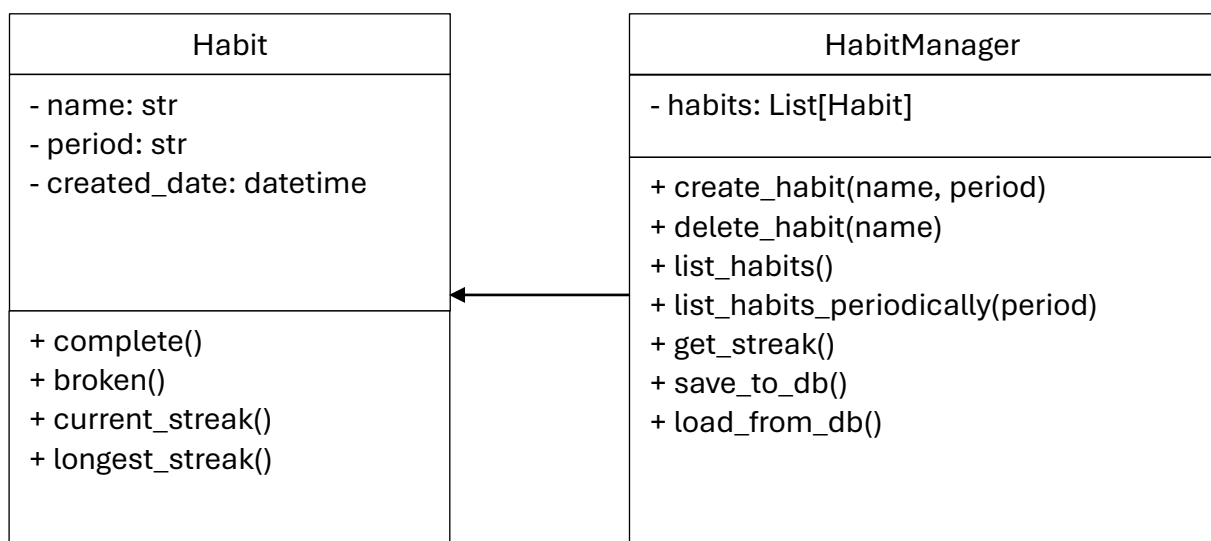 Habit
- name: str
- period: str
- created_date: datetime
+ complete()
+ broken()
+ current_streak()
+ longest_streak()
HabitManager
- habits: List[Habit]
+ create_habit(name, period)
+ delete_habit(name)
+ list_habits()
+ list_habits_periodically(period)
+ get_streak()
+ save_to_db()
+ load_from_db()